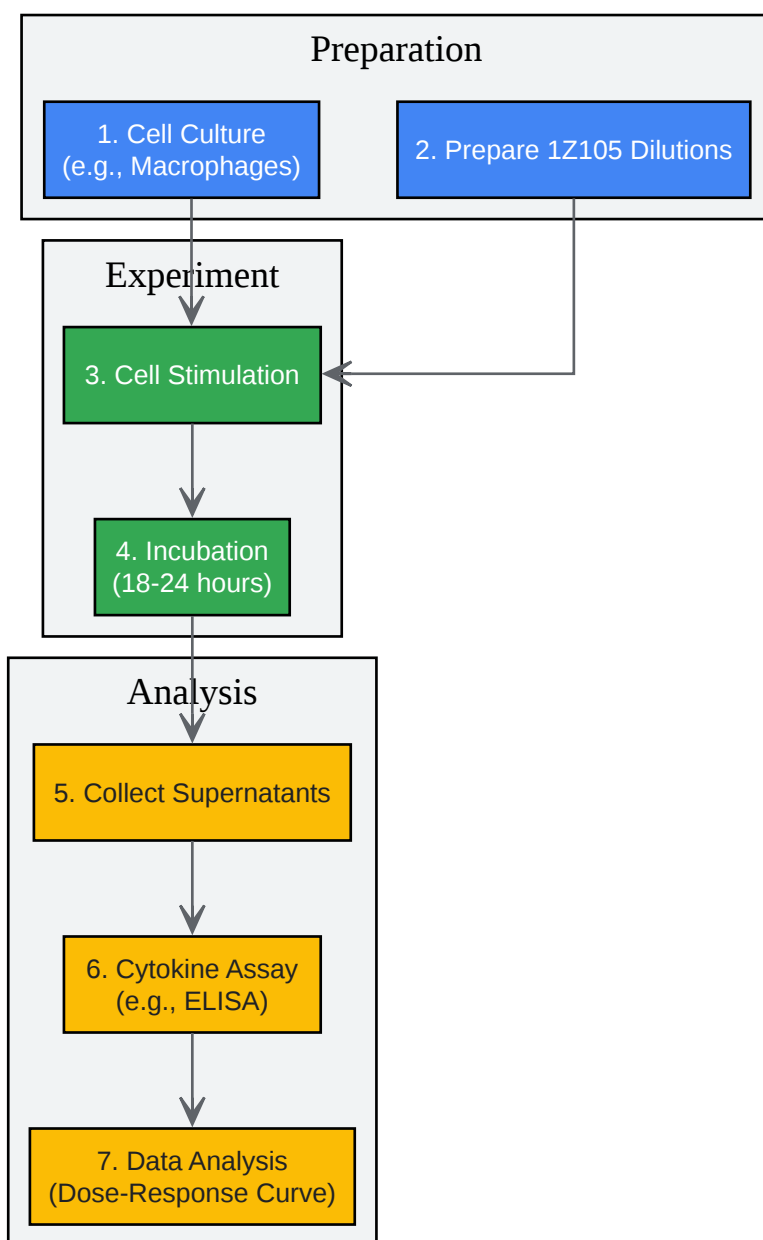 Preparation
1. Cell Culture
(e.g., Macrophages)
2. Prepare 1Z105 Dilutions
Experiment
3. Cell Stimulation
4. Incubation
(18-24 hours)
Analysis
5. Collect Supernatants
6. Cytokine Assay
(e.g., ELISA)
7. Data Analysis
(Dose-Response Curve)